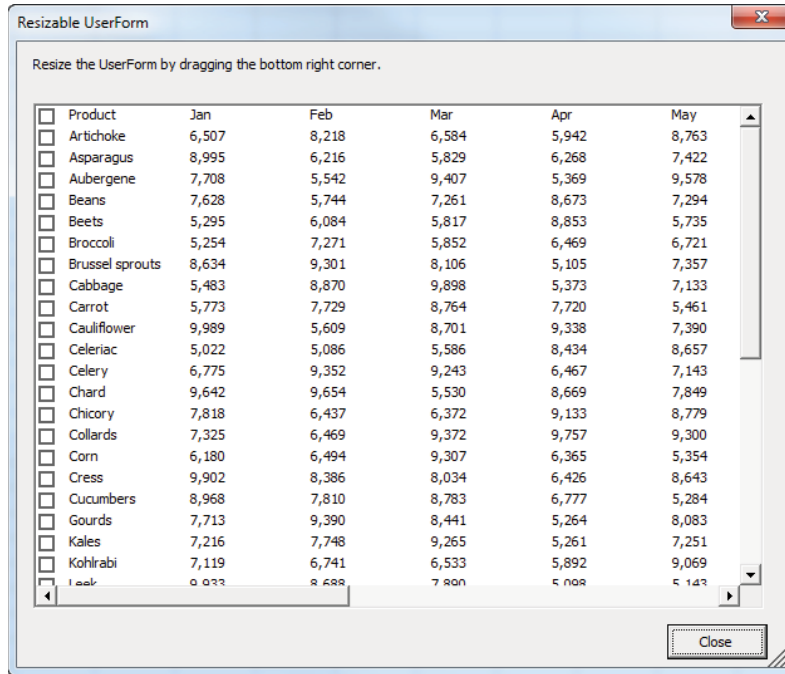 Resizable UserForm
Resize the UserForm by dragging the bottom right corner.
Product Jan Feb Mar Apr May
Artichoke 6,507 8,218 6,584 5,942 8,763
Asparagus 8,995 6,216 5,829 6,268 7,422
Aubergene 7,708 5,542 9,407 5,369 9,578
Beans 7,628 5,744 7,261 8,673 7,294
Beets 5,295 6,084 5,817 8,853 5,735
Broccoli 5,254 7,271 5,852 6,469 6,721
Brussel sprouts 8,634 9,301 8,106 5,105 7,357
Cabbage 5,483 8,870 9,898 5,373 7,133
Carrot 5,773 7,729 8,764 7,720 5,461
Cauliflower 9,989 5,609 8,701 9,338 7,390
Celeriac 5,022 5,086 5,586 8,434 8,657
Celery 6,775 9,352 9,243 6,467 7,143
Chard 9,642 9,654 5,530 8,669 7,849
Chicory 7,818 6,437 6,372 9,133 8,779
Collards 7,325 6,469 9,372 9,757 9,300
Corn 6,180 6,494 9,307 6,365 5,354
Cress 9,902 8,386 8,034 6,426 8,643
Cucumbers 8,968 7,810 8,783 6,777 5,284
Gourds 7,713 9,390 8,441 5,264 8,083
Kales 7,216 7,748 9,265 5,261 7,251
Kohlrabi 7,119 6,741 6,533 5,892 9,069
Leek 9,933 8,688 7,890 5,098 5,143
Close